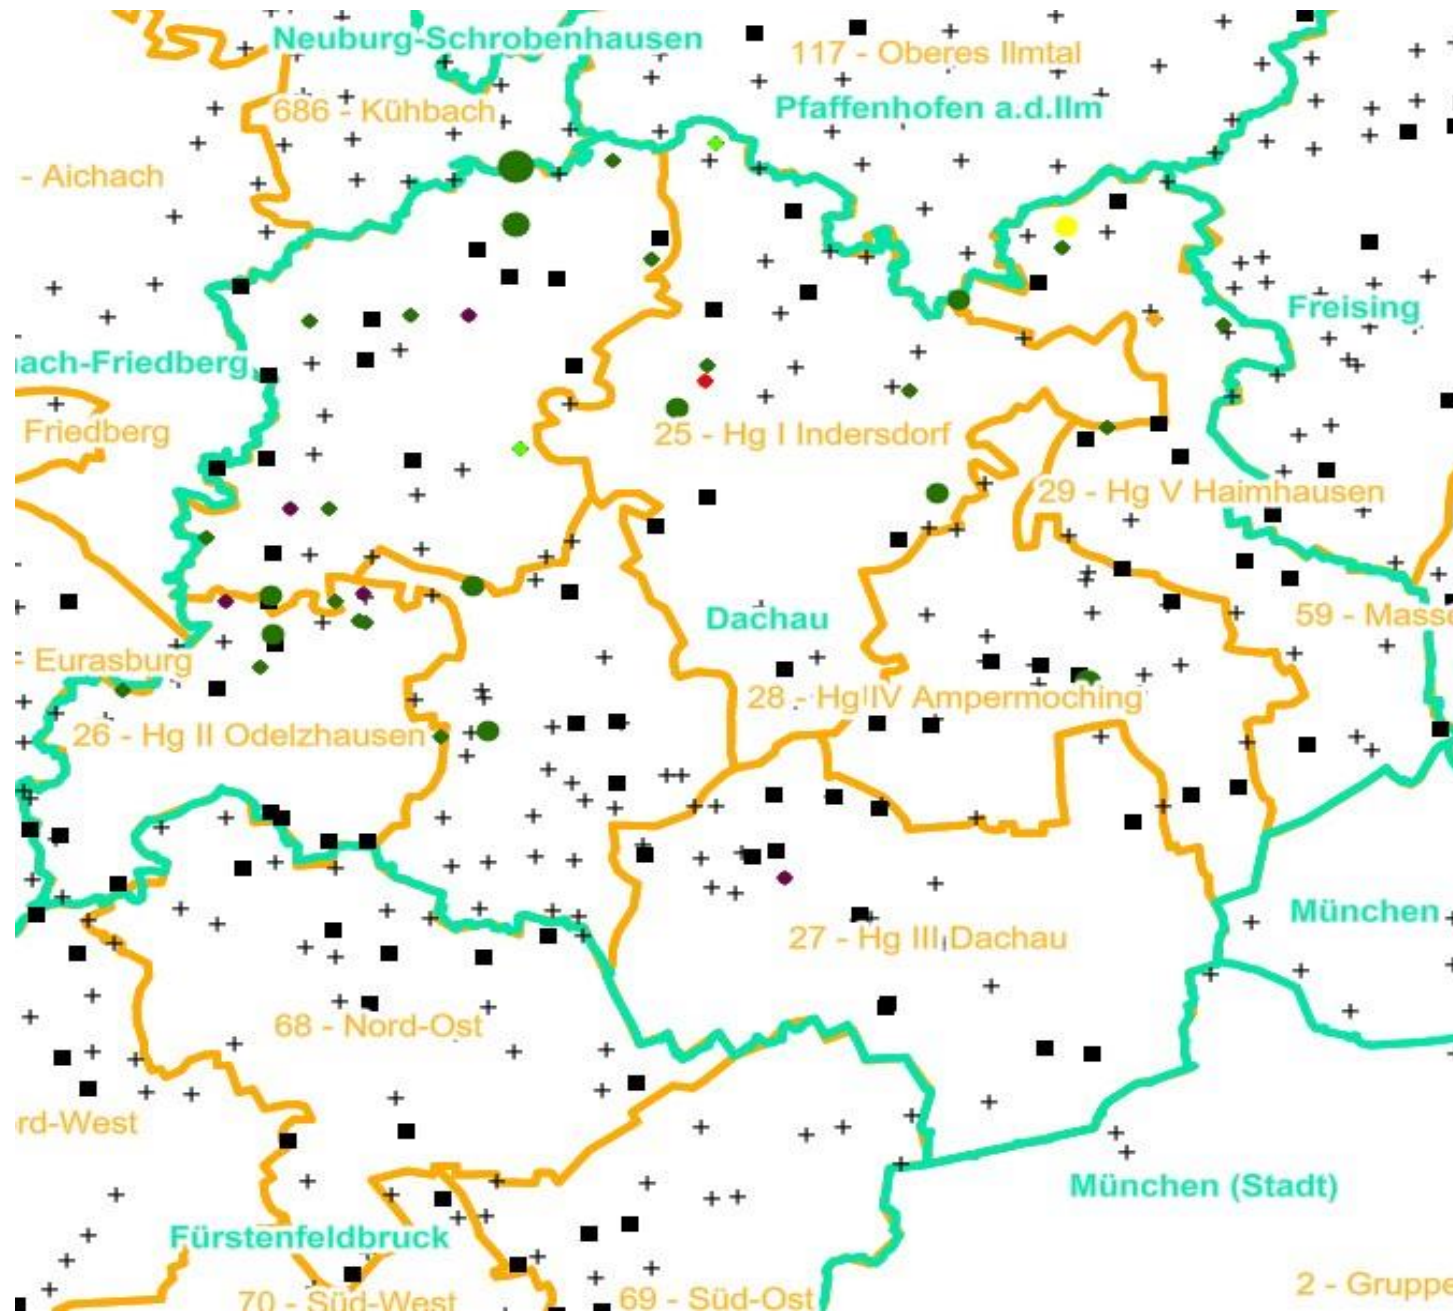 Neuburg-Schrobenhausen
117 - Oberes Ilmtal
686 - Kühbach
Pfaffenhofen a.d.Ilm
- Aichach
Freising
ach-Friedberg
Friedberg
25 - Hg I Indersdorf
29 - Hg V Haimhausen
Dachau
59 - Masse
- Eurasburg
28 - Hg IV Ampermoching
26 - Hg II Odelzhausen
München
27 - Hg III Dachau
68 - Nord-Ost
rd-West
München (Stadt)
Fürstenfeldbruck
2 - Gruppe
70 - Süd-West
69 - Süd-Ost